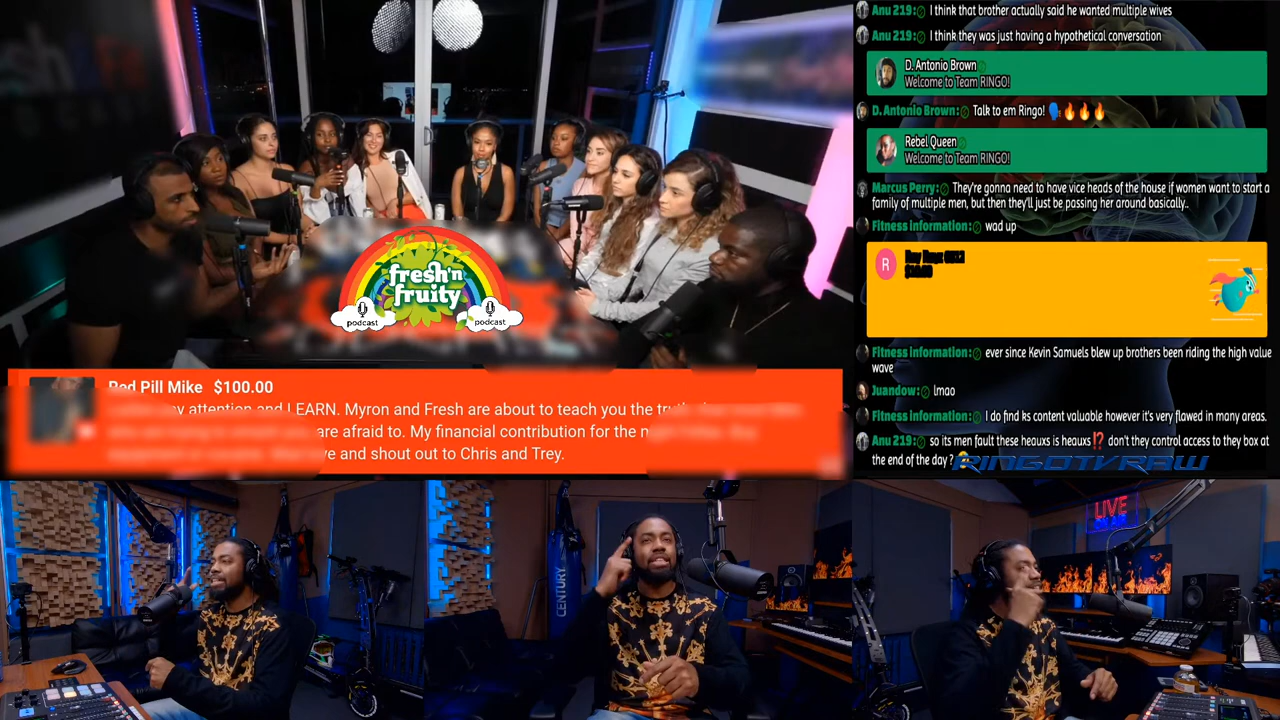 fresh'n
fruity
podcast
podcast
Red Pill Mike $100.00
pay attention and LEARN. Myron and Fresh are about to teach you the
are afraid to. My financial contribution for the
and shout out to Chris and Trey.
Anu 219: I think that brother actually said he wanted multiple wives
Anu 219: I think they was just having a hypothetical conversation
D. Antonio Brown
Welcome to Team RINGO!
D. Antonio Brown: Talk to em Ringo! 🗣🔥🔥🔥🔥
Rebel Queen
Welcome to Team RINGO!
Marcus Perry: They're gonna need to have vice heads of the house if women want to start a
family of multiple men, but then they'll just be passing her around basically..
Fitness information: wad up
R
Fitness information: ever since Kevin Samuels blew up brothers been riding the high value
wave
Juandow: lmao
Fitness information: I do find ks content valuable however it's very flawed in many areas.
Anu 219: so its men fault these heauxs is heauxs ⁉ don't they control access to they box at
the end of the day ?
RINGOTVRAW
CENTURY
LIVE
ON AIR